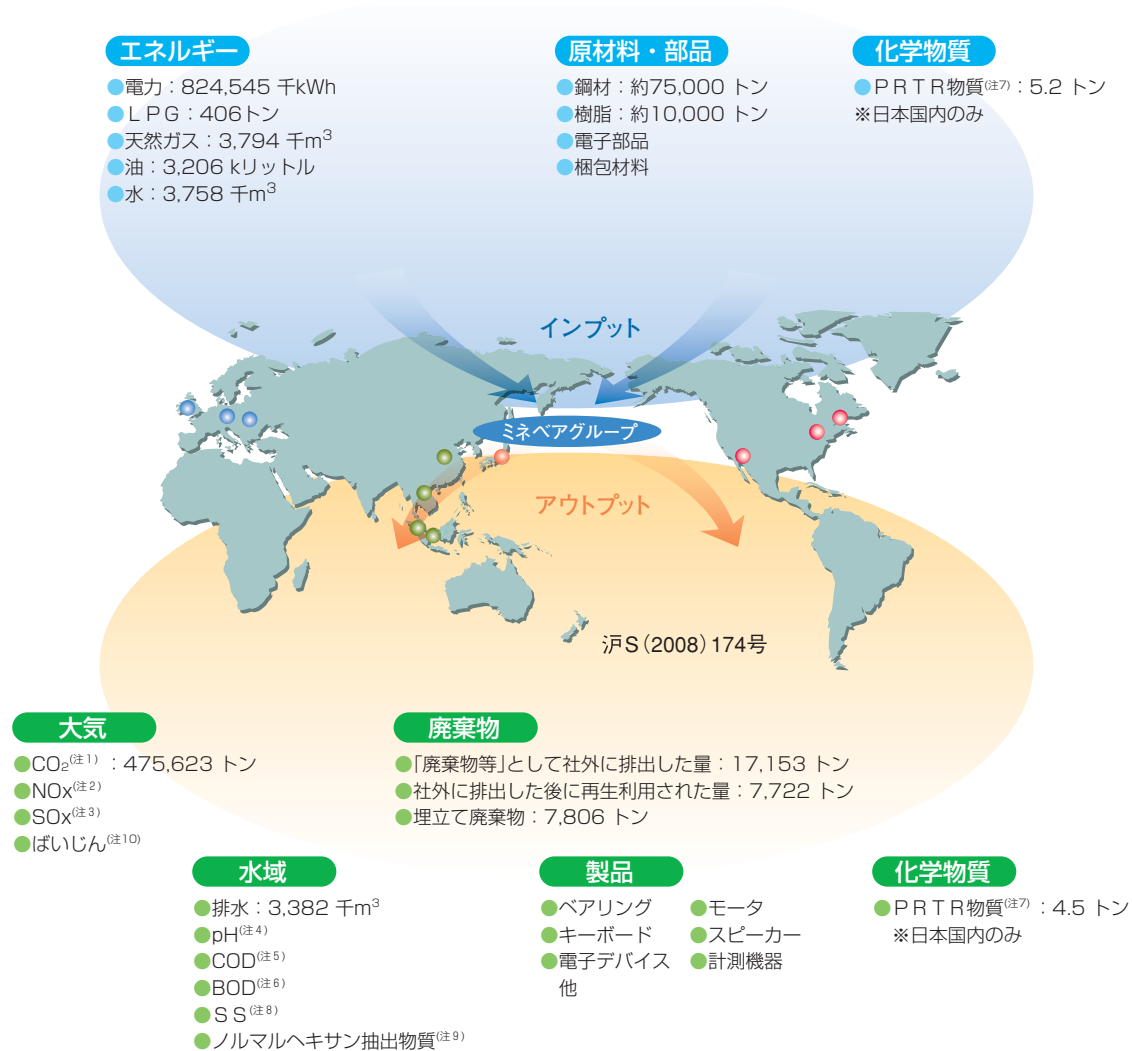 エネルギー
●電力：824,545 千kWh
●ＬＰＧ：406トン
●天然ガス：3,794 千m³
●油：3,206 kリットル
●水：3,758 千m³
原材料・部品
●鋼材：約75,000 トン
●樹脂：約10,000 トン
●電子部品
●梱包材料
化学物質
●ＰＲＴＲ物質(注7)：5.2 トン
※日本国内のみ
インプット
ミネベアグループ
アウトプット
沪S（2008）174号
大気
●CO₂(注1)：475,623 トン
●NOx(注2)
●SOx(注3)
●ばいじん(注10)
廃棄物
●「廃棄物等」として社外に排出した量：17,153 トン
●社外に排出した後に再生利用された量：7,722 トン
●埋立て廃棄物：7,806 トン
水域
●排水：3,382 千m³
●pH(注4)
●COD(注5)
●BOD(注6)
●ＳＳ(注8)
●ノルマルヘキサン抽出物質(注9)
製品
●ベアリング ●モータ
●キーボード ●スピーカー
●電子デバイス ●計測機器
他
化学物質
●ＰＲＴＲ物質(注7)：4.5 トン
※日本国内のみ